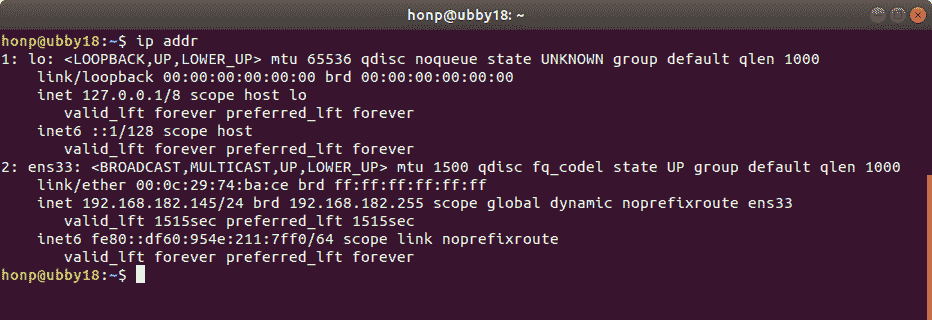 honp@ubby18: ~
honp@ubby18:~$ ip addr
1: lo: <LOOPBACK,UP,LOWER_UP> mtu 65536 qdisc noqueue state UNKNOWN group default qlen 1000
    link/loopback 00:00:00:00:00:00 brd 00:00:00:00:00:00
    inet 127.0.0.1/8 scope host lo
       valid_lft forever preferred_lft forever
    inet6 ::1/128 scope host
       valid_lft forever preferred_lft forever
2: ens33: <BROADCAST,MULTICAST,UP,LOWER_UP> mtu 1500 qdisc fq_codel state UP group default qlen 1000
    link/ether 00:0c:29:74:ba:ce brd ff:ff:ff:ff:ff:ff
    inet 192.168.182.145/24 brd 192.168.182.255 scope global dynamic noprefixroute ens33
       valid_lft 1515sec preferred_lft 1515sec
    inet6 fe80::df60:954e:211:7ff0/64 scope link noprefixroute
       valid_lft forever preferred_lft forever
honp@ubby18:~$